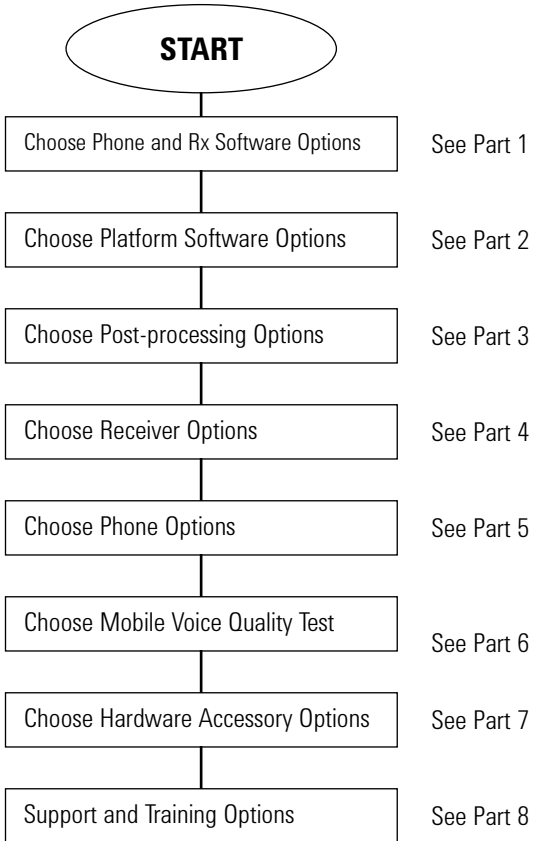 START
Choose Phone and Rx Software Options See Part 1
Choose Platform Software Options See Part 2
Choose Post-processing Options See Part 3
Choose Receiver Options See Part 4
Choose Phone Options See Part 5
Choose Mobile Voice Quality Test See Part 6
Choose Hardware Accessory Options See Part 7
Support and Training Options See Part 8